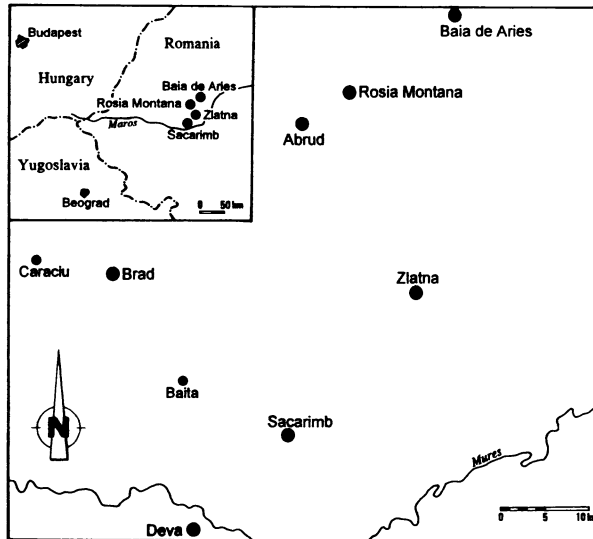 Budapest
Romania
Hungary
Baia de Aries
Rosia Montana
Zlatna
Maros
Sacarimb
Yugoslavia
Beograd
0 50 km
Baia de Aries
Rosia Montana
Abrud
Caraciu
Brad
Zlatna
Baita
N
Sacarimb
Mures
Deva
0 5 10 km